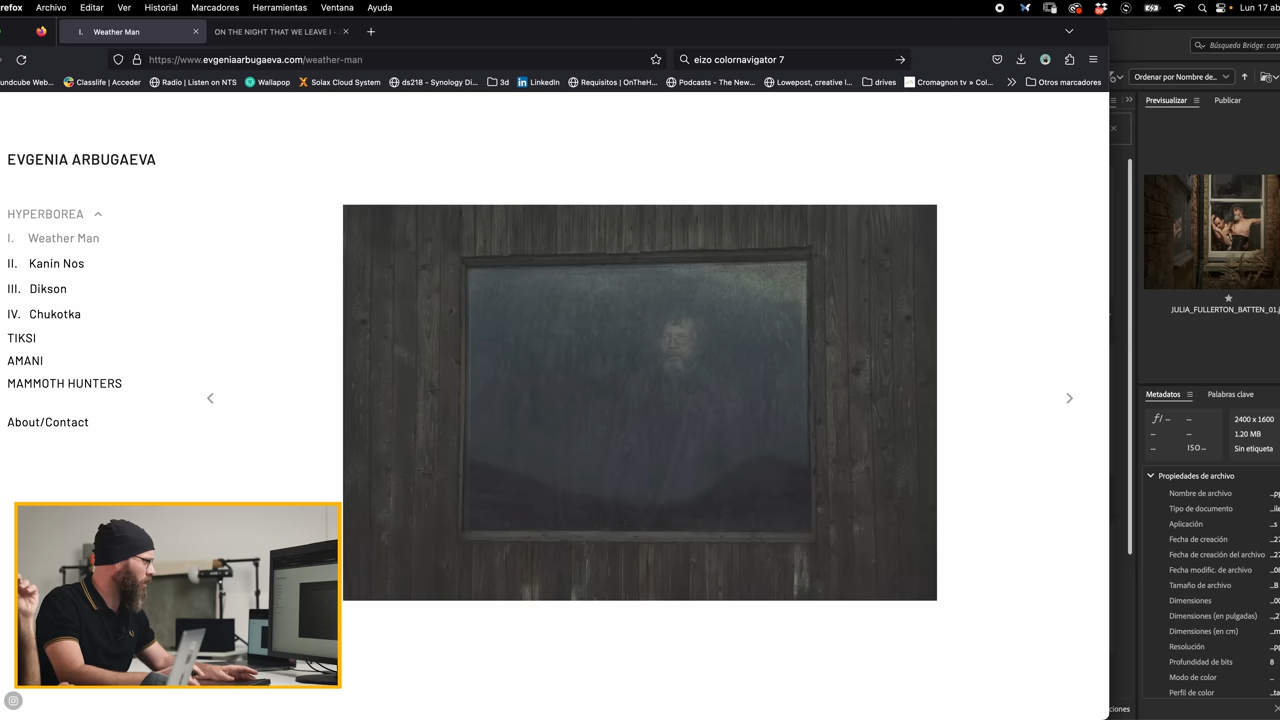 refox Archivo Editar Ver Historial Marcadores Herramientas Ventana Ayuda Lun 17 ab
I. Weather Man
ON THE NIGHT THAT WE LEAVE I -
https://www.evgeniaarbugaeva.com/weather-man
eizo colornavigator 7
undcube Web... Classlife | Acceder Radio | Listen on NTS Wallapop Solax Cloud System ds218 - Synology Di... 3d LinkedIn Requisitos | OnTheH... Podcasts - The New... Lowepost, creative l... drives Cromagnon tv » Col... Otros marcadores
Búsqueda Bridge: carp
Ordenar por Nombre de...
Previsualizar Publicar
EVGENIA ARBUGAEVA
HYPERBOREA
I. Weather Man
II. Kanin Nos
III. Dikson
IV. Chukotka
TIKSI
AMANI
MAMMOTH HUNTERS
About/Contact
JULIA_FULLERTON_BATTEN_01.j
Metadatos Palabras clave
f/ -- --
-- --
-- ISO --
2400 x 1600
1.20 MB
Sin etiqueta
Propiedades de archivo
Nombre de archivo
Tipo de documento
Aplicación
Fecha de creación
Fecha de creación del archivo
Fecha modific. de archivo
Tamaño de archivo
Dimensiones
Dimensiones (en pulgadas)
Dimensiones (en cm)
Resolución
Profundidad de bits 8
Modo de color
Perfil de color
ciones